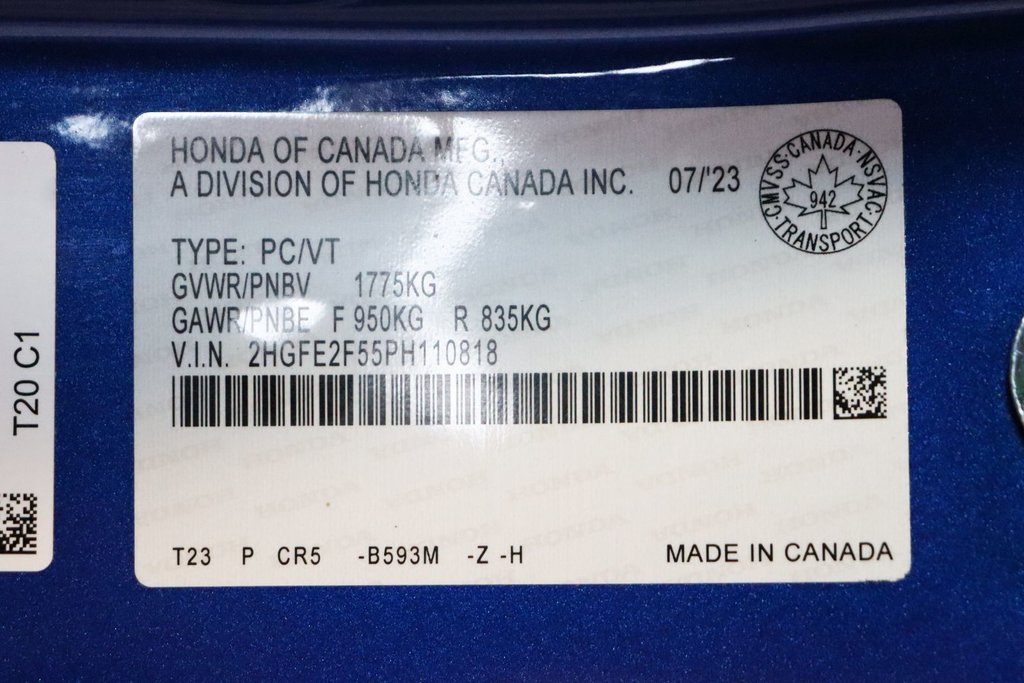 HONDA OF CANADA MFG.,
A DIVISION OF HONDA CANADA INC. 07/'23
CMVSS·CANADA·NSVAC·TRANSPORT·
942
TYPE: PC/VT
GVWR/PNBV 1775KG
GAWR/PNBE F 950KG R 835KG
V.I.N. 2HGFE2F55PH110818
T23 P CR5 -B593M -Z -H MADE IN CANADA
T20 C1